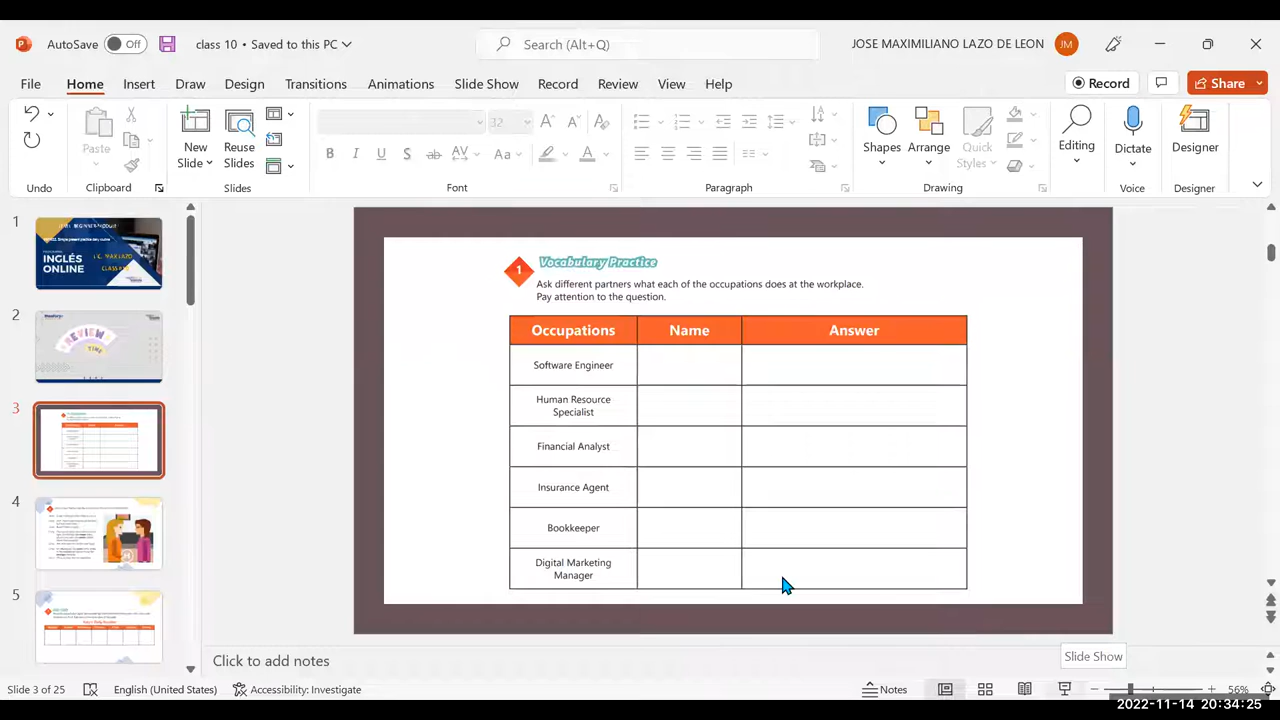 AutoSave Off class 10 • Saved to this PC Search (Alt+Q) JOSE MAXIMILIANO LAZO DE LEON JM
File Home Insert Draw Design Transitions Animations Slide Show Record Review View Help Record Share
Paste New Slide Reuse Slides 12 Shapes Arrange Quick Styles Editing Dictate Designer
Undo Clipboard Slides Font Paragraph Drawing Voice Designer
1
INGLÉS
ONLINE
2
3
4
5
1 Vocabulary Practice
Ask different partners what each of the occupations does at the workplace.
Pay attention to the question.
Occupations Name Answer
Software Engineer
Human Resource
Specialist
Financial Analyst
Insurance Agent
Bookkeeper
Digital Marketing
Manager
Click to add notes
Slide Show
Slide 3 of 25 English (United States) Accessibility: Investigate Notes 56%
2022-11-14 20:34:25